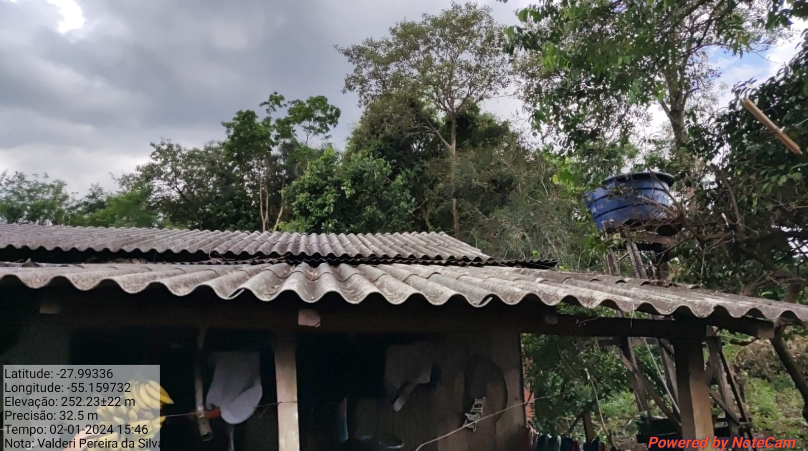 Latitude: -27.99336
Longitude: -55.159732
Elevação: 252.23±22 m
Precisão: 32.5 m
Tempo: 02-01-2024 15:46
Nota: Valderi Pereira da Silva
Powered by NoteCam